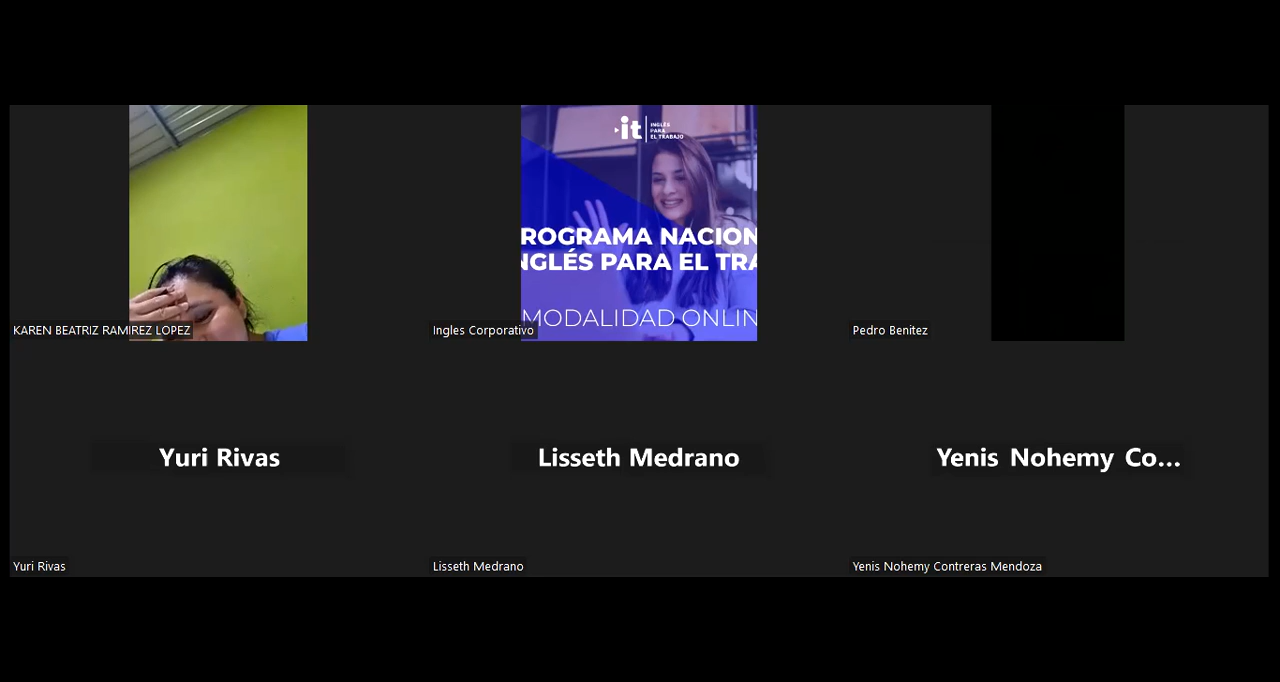 it INGLÉS
PARA
EL TRABAJO
ROGRAMA NACION
NGLÉS PARA EL TRA
MODALIDAD ONLIN
KAREN BEATRIZ RAMIREZ LOPEZ
Ingles Corporativo
Pedro Benítez
Yuri Rivas
Lisseth Medrano
Yenis Nohemy Co...
Yuri Rivas
Lisseth Medrano
Yenis Nohemy Contreras Mendoza